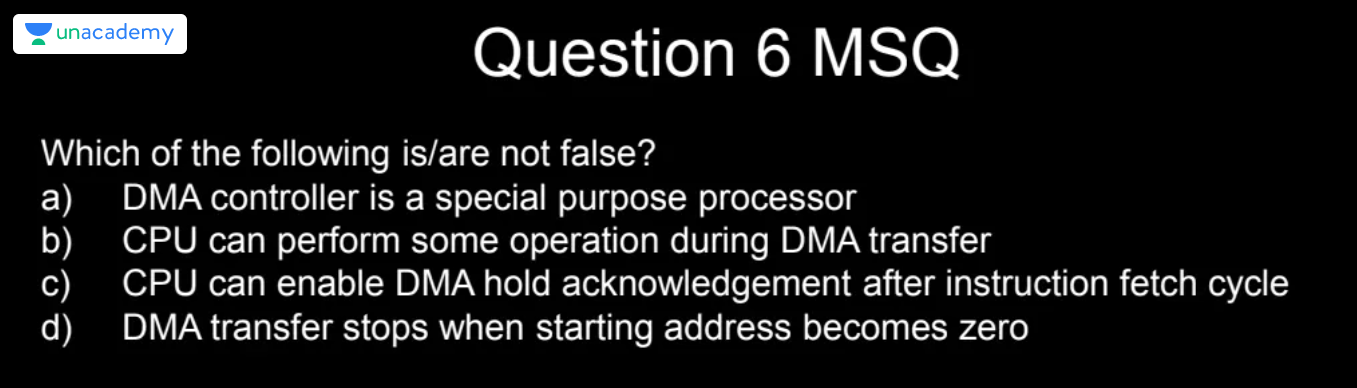 unacademy
Question 6 MSQ
Which of the following is/are not false?
a) DMA controller is a special purpose processor
b) CPU can perform some operation during DMA transfer
c) CPU can enable DMA hold acknowledgement after instruction fetch cycle
d) DMA transfer stops when starting address becomes zero